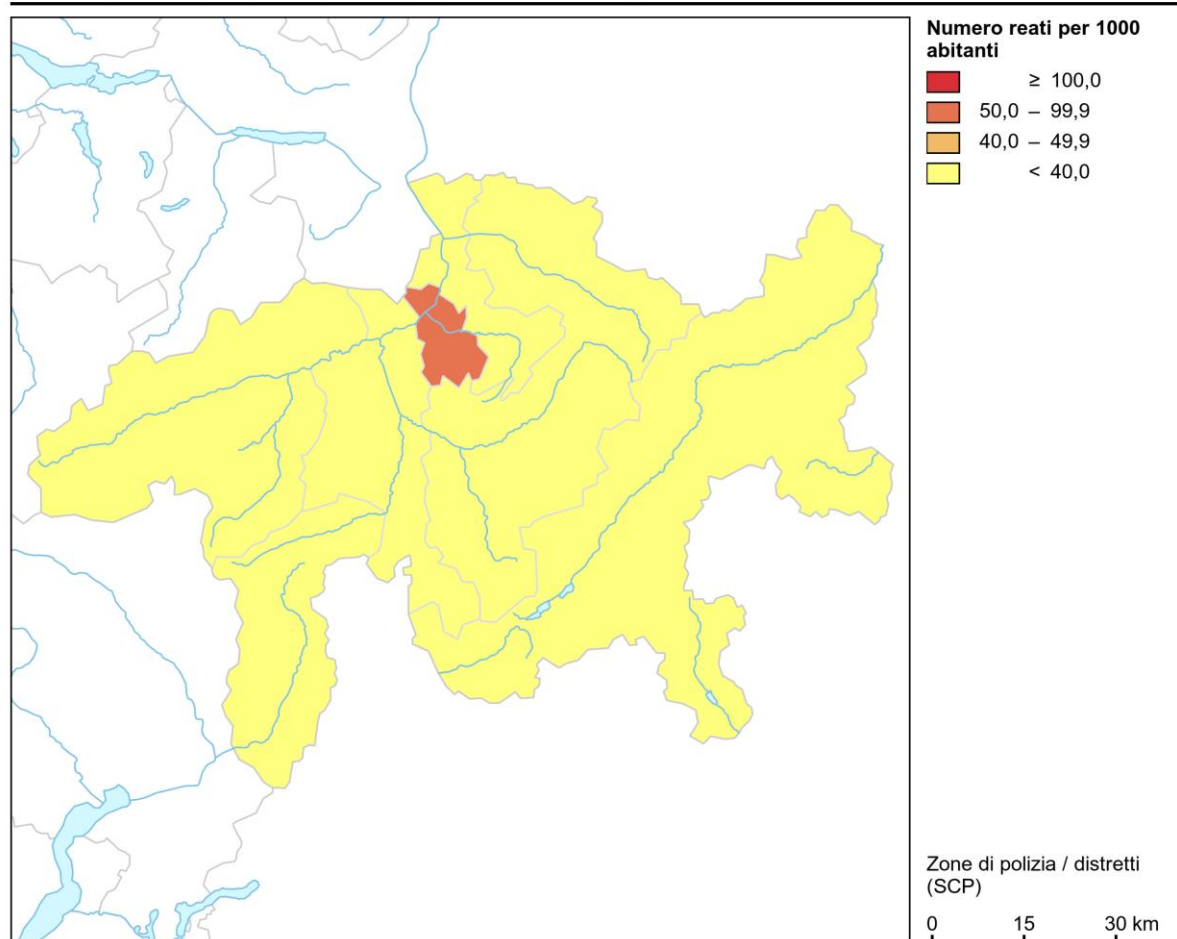 Numero reati per 1000
abitanti
≥ 100,0
50,0 – 99,9
40,0 – 49,9
< 40,0
Zone di polizia / distretti
(SCP)
0 15 30 km